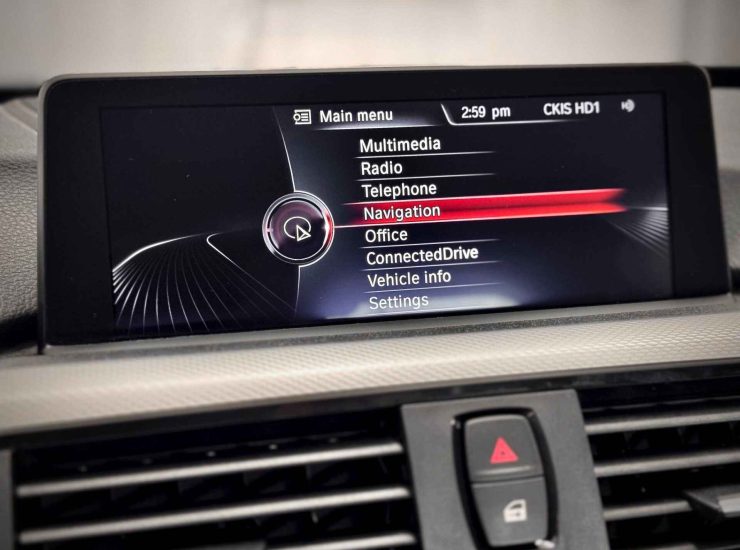 Main menu
2:59 pm
CKIS HD1
Multimedia
Radio
Telephone
Navigation
Office
ConnectedDrive
Vehicle info
Settings